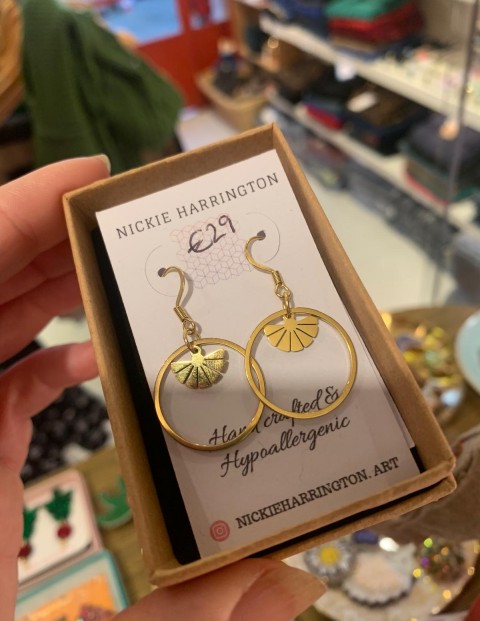 NICKIE HARRINGTON
€29
Handcrafted &
Hypoallergenic
NICKIEHARRINGTON.ART